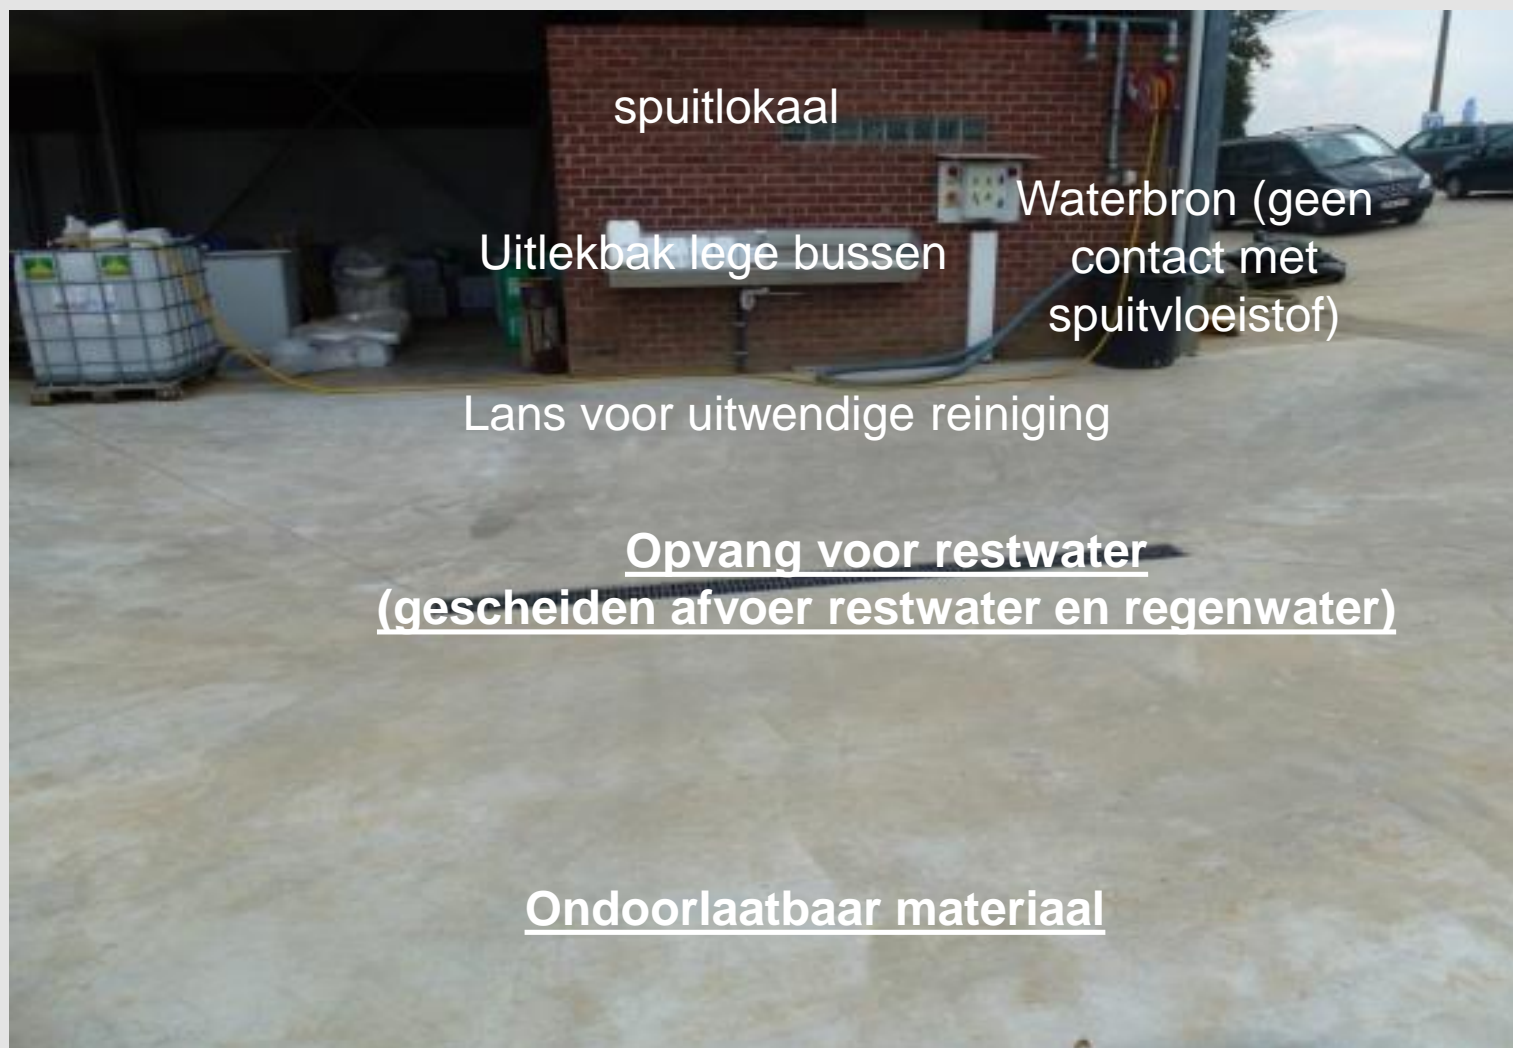 spuitlokaal
Waterbron (geen
contact met
spuitvloeistof)
Uitlekbak lege bussen
Lans voor uitwendige reiniging
Opvang voor restwater
(gescheiden afvoer restwater en regenwater)
Ondoorlaatbaar materiaal